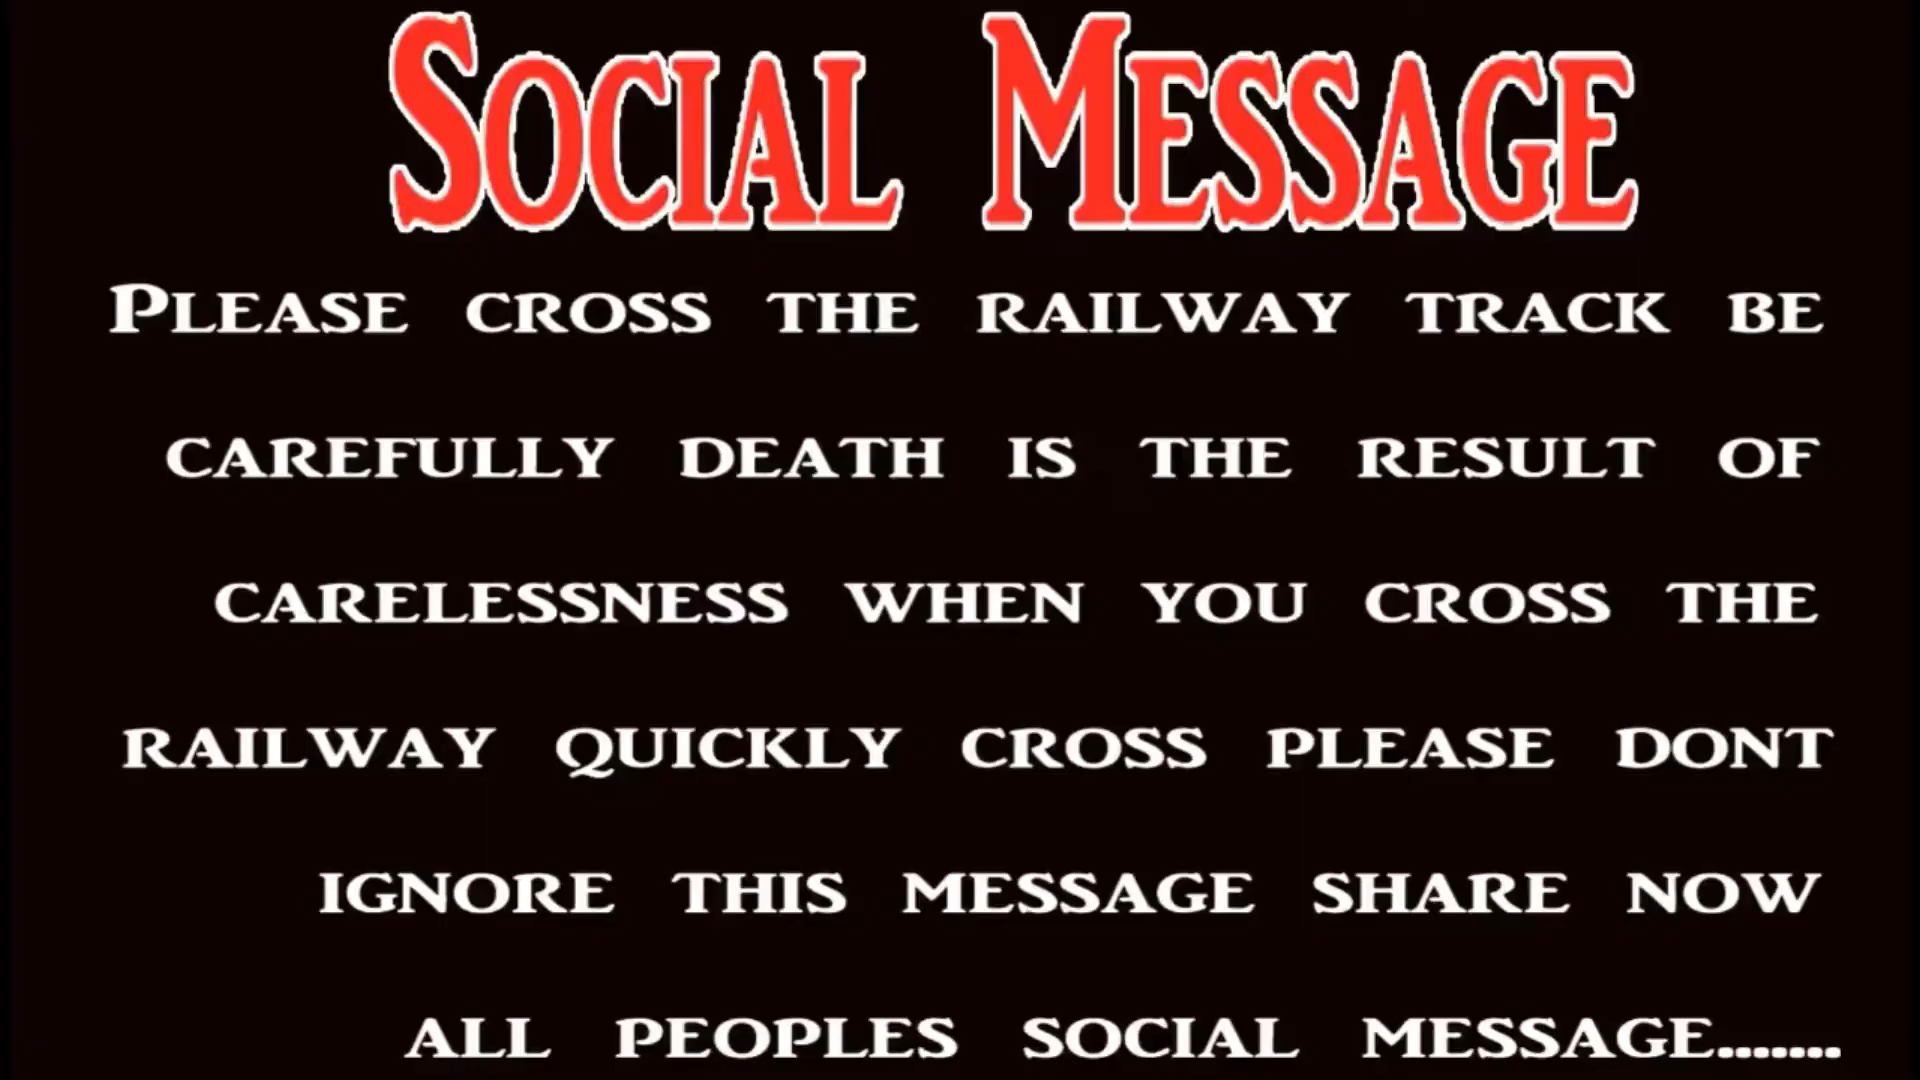 Social Message
Please cross the railway track be
carefully death is the result of
carelessness when you cross the
railway quickly cross please dont
ignore this message share now
all peoples social message.......